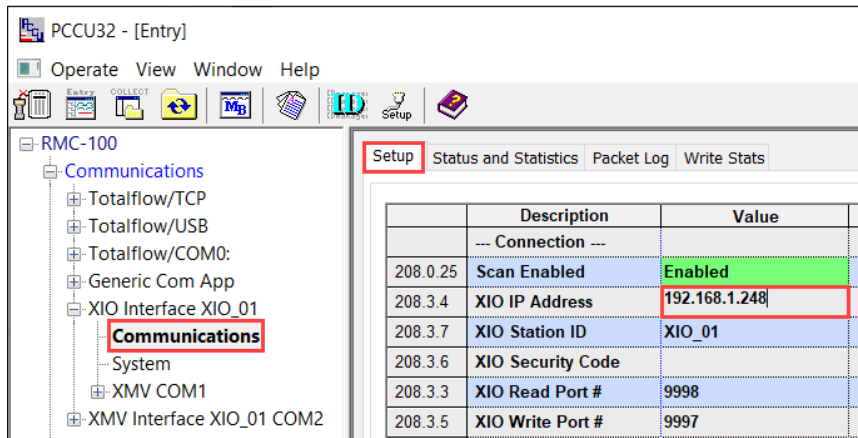 PCCU32 - [Entry]
Operate View Window Help
Entry COLLECT MB ID Setup
RMC-100
Communications
Totalflow/TCP
Totalflow/USB
Totalflow/COM0:
Generic Com App
XIO Interface XIO_01
Communications
System
XMV COM1
XMV Interface XIO_01 COM2
Setup Status and Statistics Packet Log Write Stats
Description Value
--- Connection ---
208.0.25 Scan Enabled Enabled
208.3.4 XIO IP Address 192.168.1.248
208.3.7 XIO Station ID XIO_01
208.3.6 XIO Security Code
208.3.3 XIO Read Port # 9998
208.3.5 XIO Write Port # 9997